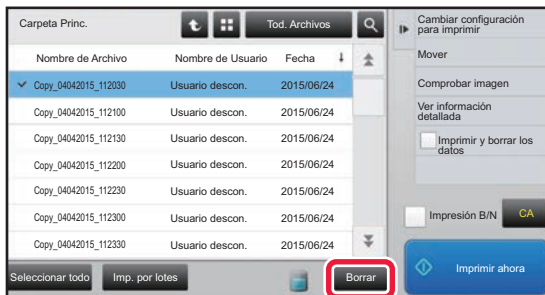 Carpeta Princ.
Tod. Archivos
Nombre de Archivo Nombre de Usuario Fecha
Copy_04042015_112030 Usuario descon. 2015/06/24
Copy_04042015_112100 Usuario descon. 2015/06/24
Copy_04042015_112130 Usuario descon. 2015/06/24
Copy_04042015_112200 Usuario descon. 2015/06/24
Copy_04042015_112230 Usuario descon. 2015/06/24
Copy_04042015_112300 Usuario descon. 2015/06/24
Copy_04042015_112330 Usuario descon. 2015/06/24
Seleccionar todo
Imp. por lotes
Borrar
Cambiar configuración
para imprimir
Mover
Comprobar imagen
Ver información
detallada
Imprimir y borrar los
datos
Impresión B/N
CA
Imprimir ahora